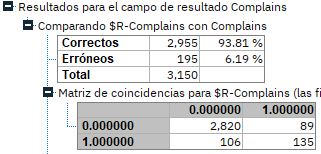 Resultados para el campo de resultado Complains
Comparando $R-Complains con Complains
Correctos 2,955 93.81 %
Erróneos 195 6.19 %
Total 3,150
Matriz de coincidencias para $R-Complains (las fi
0.000000 1.000000
0.000000 2,820 89
1.000000 106 135